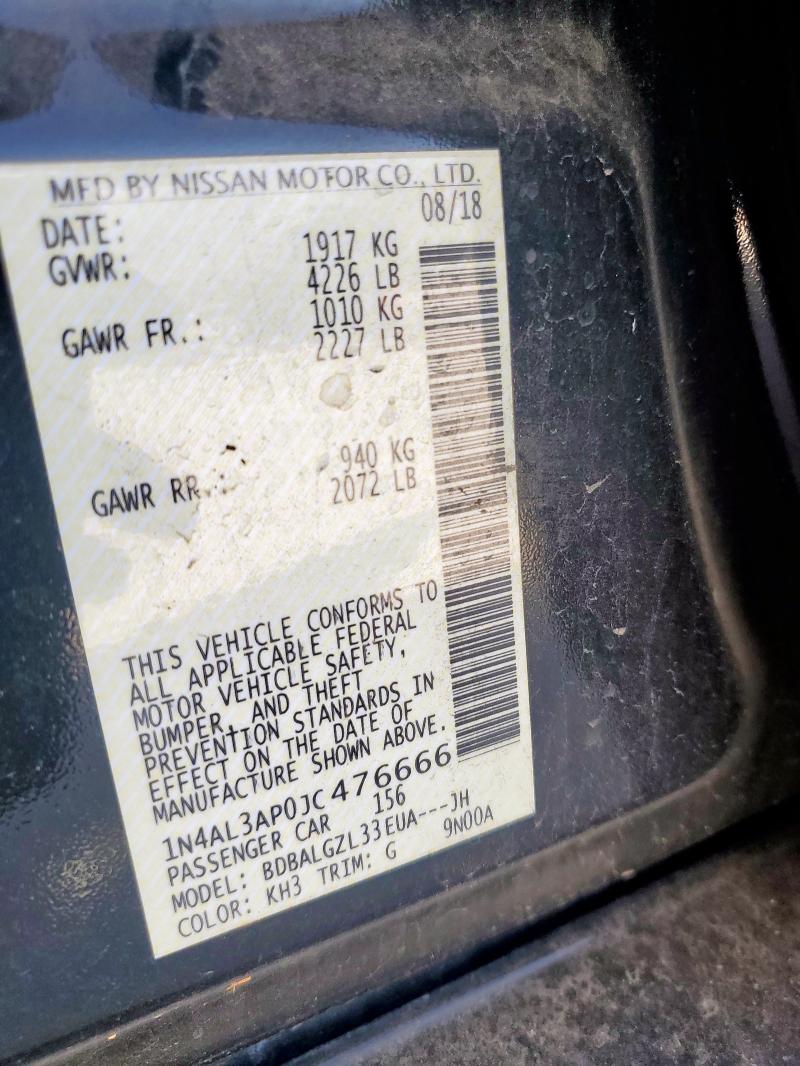 MFD BY NISSAN MOTOR CO., LTD.
DATE: 08/18
GVWR: 1917 KG
4226 LB
GAWR FR.: 1010 KG
2227 LB
GAWR RR.: 940 KG
2072 LB
THIS VEHICLE CONFORMS TO
ALL APPLICABLE FEDERAL
MOTOR VEHICLE SAFETY,
BUMPER, AND THEFT
PREVENTION STANDARDS IN
EFFECT ON THE DATE OF
MANUFACTURE SHOWN ABOVE.
1N4AL3AP0JC476666
PASSENGER CAR 156
MODEL: BDBALGZL33EUA---JH
COLOR: KH3 TRIM: G 9N00A